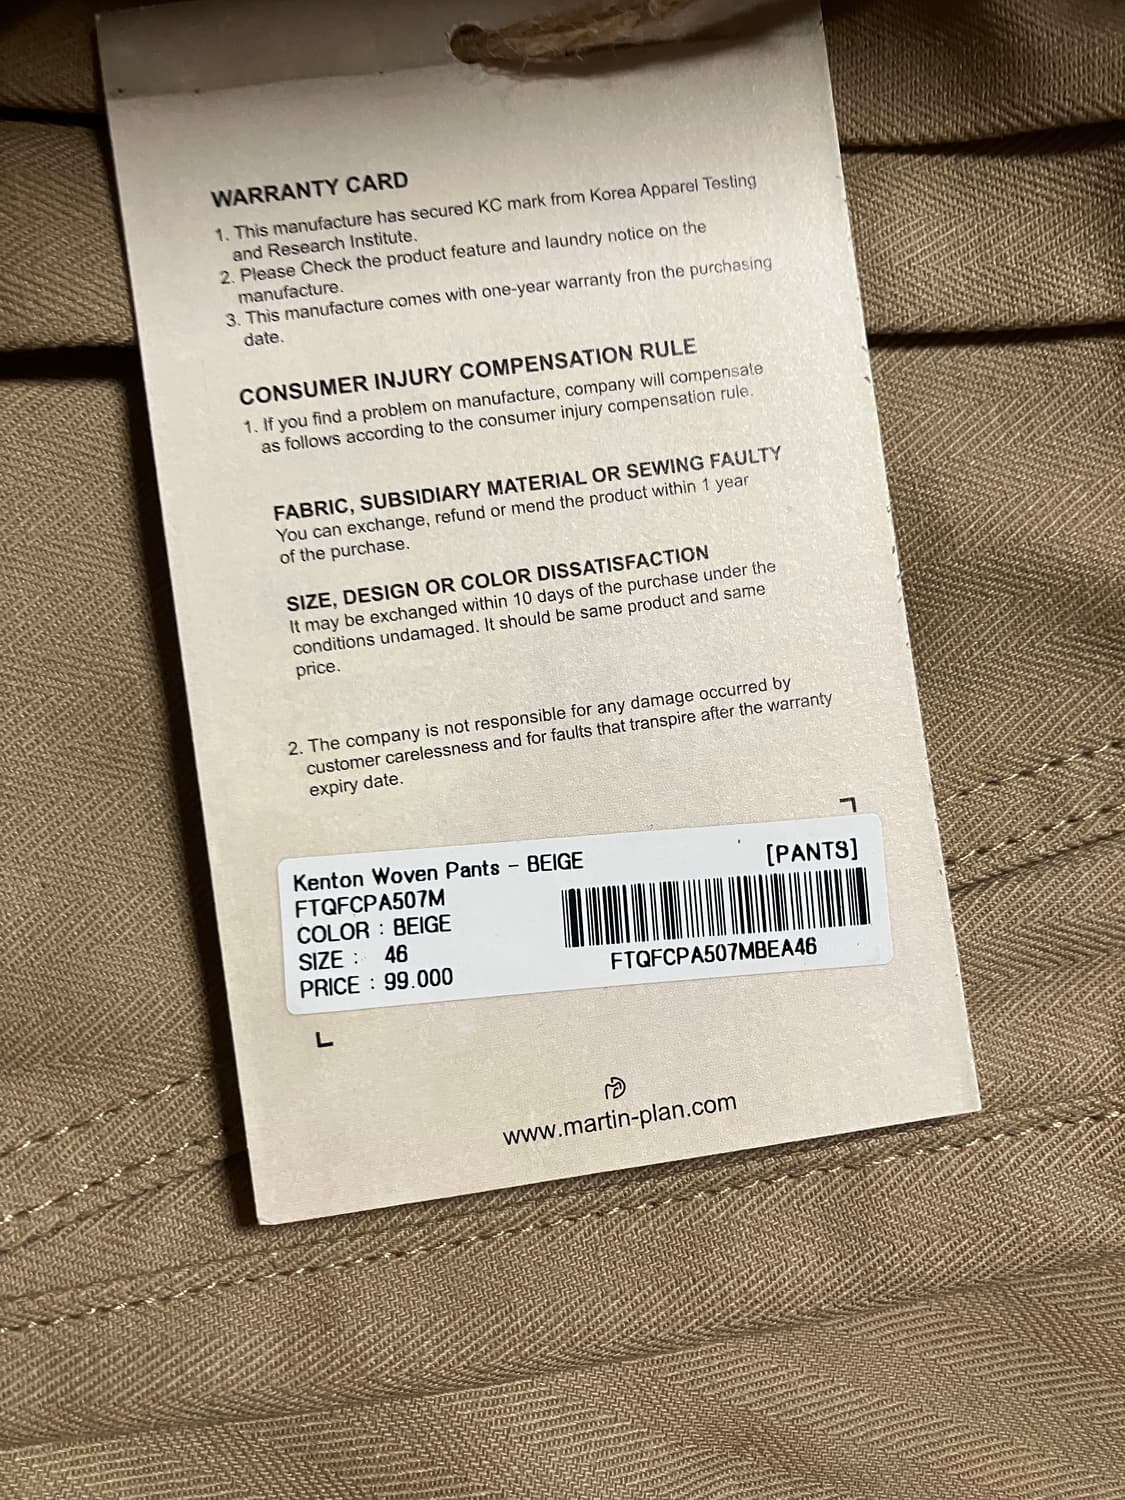 WARRANTY CARD
1. This manufacture has secured KC mark from Korea Apparel Testing
and Research Institute.
2. Please Check the product feature and laundry notice on the
manufacture.
3. This manufacture comes with one-year warranty fron the purchasing
date.
CONSUMER INJURY COMPENSATION RULE
1. If you find a problem on manufacture, company will compensate
as follows according to the consumer injury compensation rule.
FABRIC, SUBSIDIARY MATERIAL OR SEWING FAULTY
You can exchange, refund or mend the product within 1 year
of the purchase.
SIZE, DESIGN OR COLOR DISSATISFACTION
It may be exchanged within 10 days of the purchase under the
conditions undamaged. It should be same product and same
price.
2. The company is not responsible for any damage occurred by
customer carelessness and for faults that transpire after the warranty
expiry date.
Kenton Woven Pants - BEIGE
[PANTS]
FTQFCPA507M
COLOR : BEIGE
SIZE : 46
PRICE : 99.000
FTQFCPA507MBEA46
www.martin-plan.com